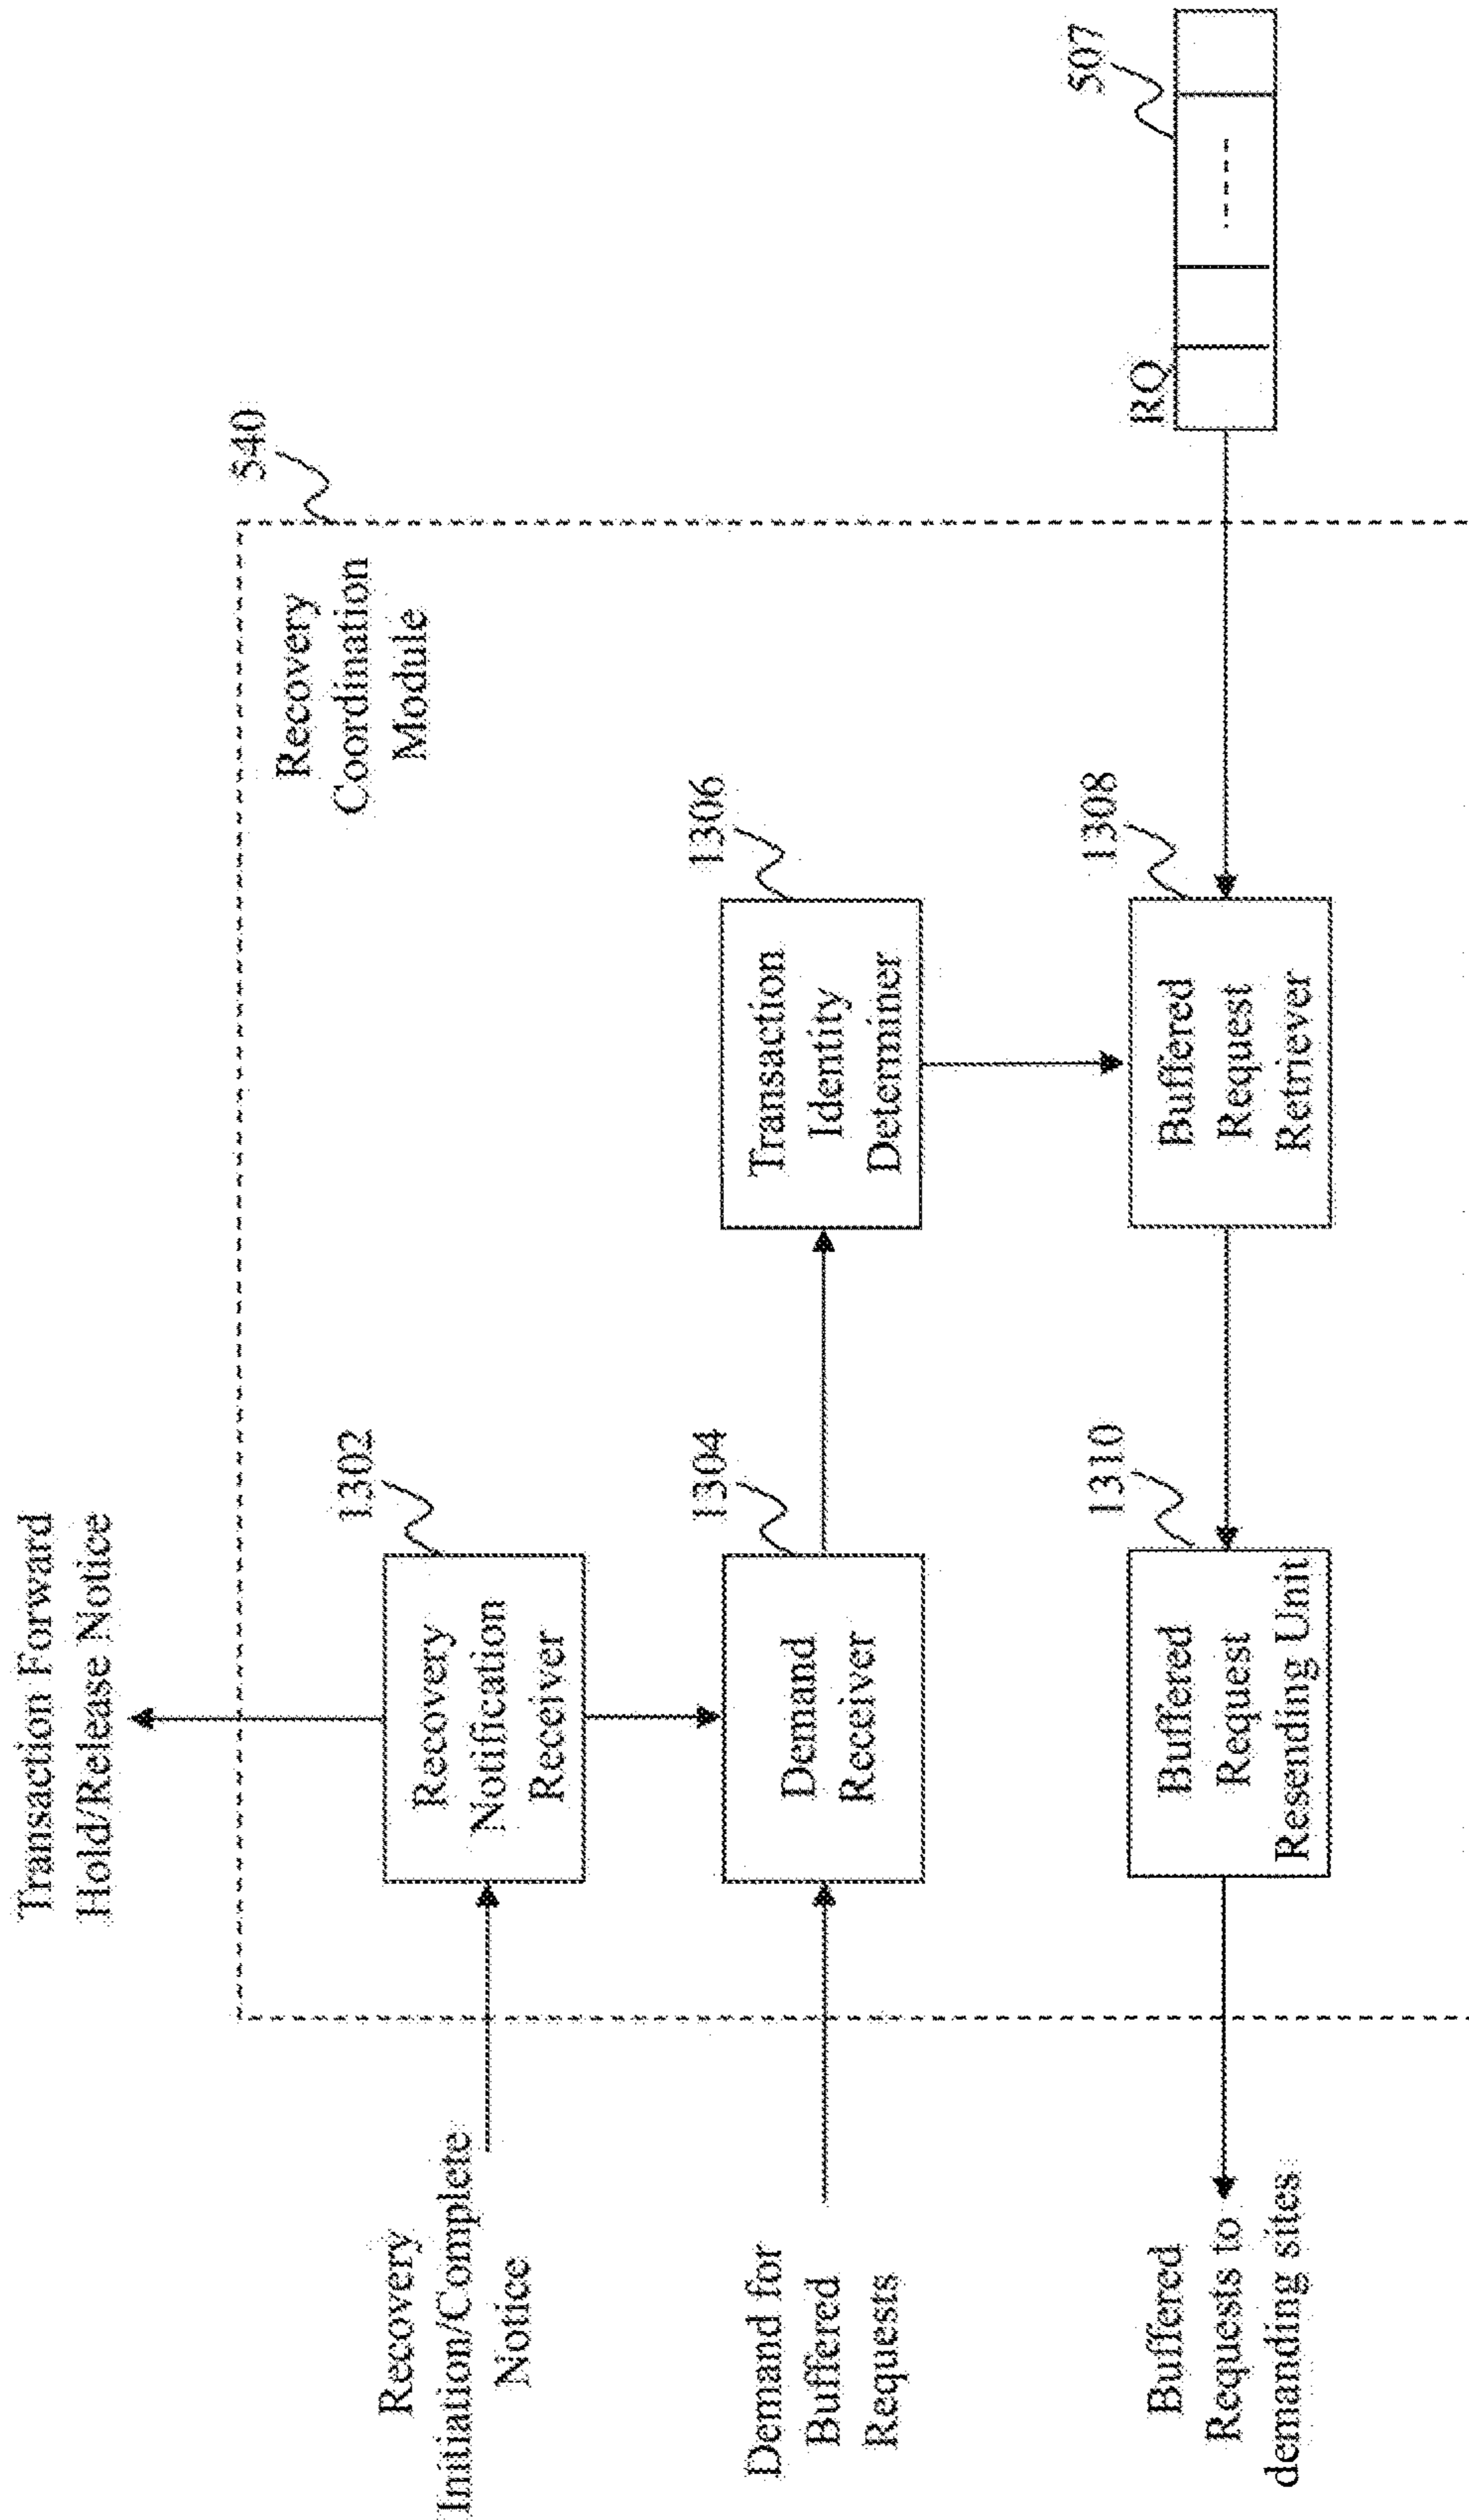 Transaction Forward
Hold/Release Notice
540
Recovery
Coordination
Module
Recovery
Initiation/Complete
Notice
1302
Recovery
Notification
Receiver
Demand for
Buffered
Requests
1304
Demand
Receiver
1306
Transaction
Identity
Determiner
Buffered
Requests to
demanding sites
1310
Buffered
Request
Resending Unit
1308
Buffered
Request
Retriever
RQ
507